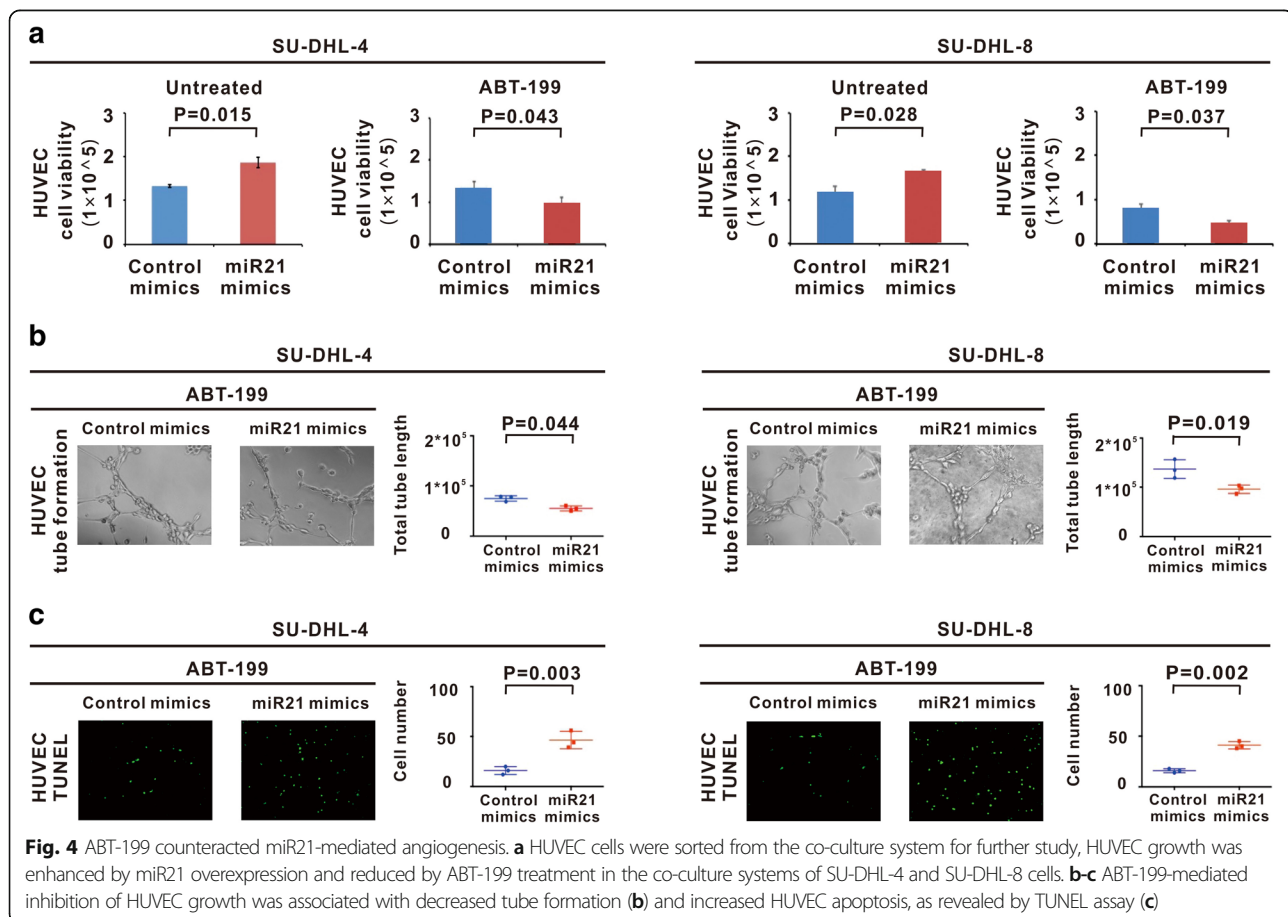 a
SU-DHL-4
Untreated
P=0.015
HUVEC
cell viability
(1×10^5)
3
2
1
0
Control
mimics
miR21
mimics
ABT-199
P=0.043
HUVEC
cell viability
(1×10^5)
3
2
1
0
Control
mimics
miR21
mimics
SU-DHL-8
Untreated
P=0.028
HUVEC
cell Viability
(1×10^5)
3
2
1
0
Control
mimics
miR21
mimics
ABT-199
P=0.037
HUVEC
cell Viability
(1×10^5)
3
2
1
0
Control
mimics
miR21
mimics
b
SU-DHL-4
ABT-199
Control mimics
miR21 mimics
HUVEC
tube formation
P=0.044
Total tube length
2*10⁵
1*10⁵
0
Control
mimics
miR21
mimics
SU-DHL-8
ABT-199
Control mimics
miR21 mimics
HUVEC
tube formation
P=0.019
Total tube length
2*10⁵
1*10⁵
0
Control
mimics
miR21
mimics
c
SU-DHL-4
ABT-199
Control mimics
miR21 mimics
HUVEC
TUNEL
P=0.003
Cell number
100
50
0
Control
mimics
miR21
mimics
SU-DHL-8
ABT-199
Control mimics
miR21 mimics
HUVEC
TUNEL
P=0.002
Cell number
100
50
0
Control
mimics
miR21
mimics
Fig. 4 ABT-199 counteracted miR21-mediated angiogenesis. a HUVEC cells were sorted from the co-culture system for further study, HUVEC growth was
enhanced by miR21 overexpression and reduced by ABT-199 treatment in the co-culture systems of SU-DHL-4 and SU-DHL-8 cells. b-c ABT-199-mediated
inhibition of HUVEC growth was associated with decreased tube formation (b) and increased HUVEC apoptosis, as revealed by TUNEL assay (c)